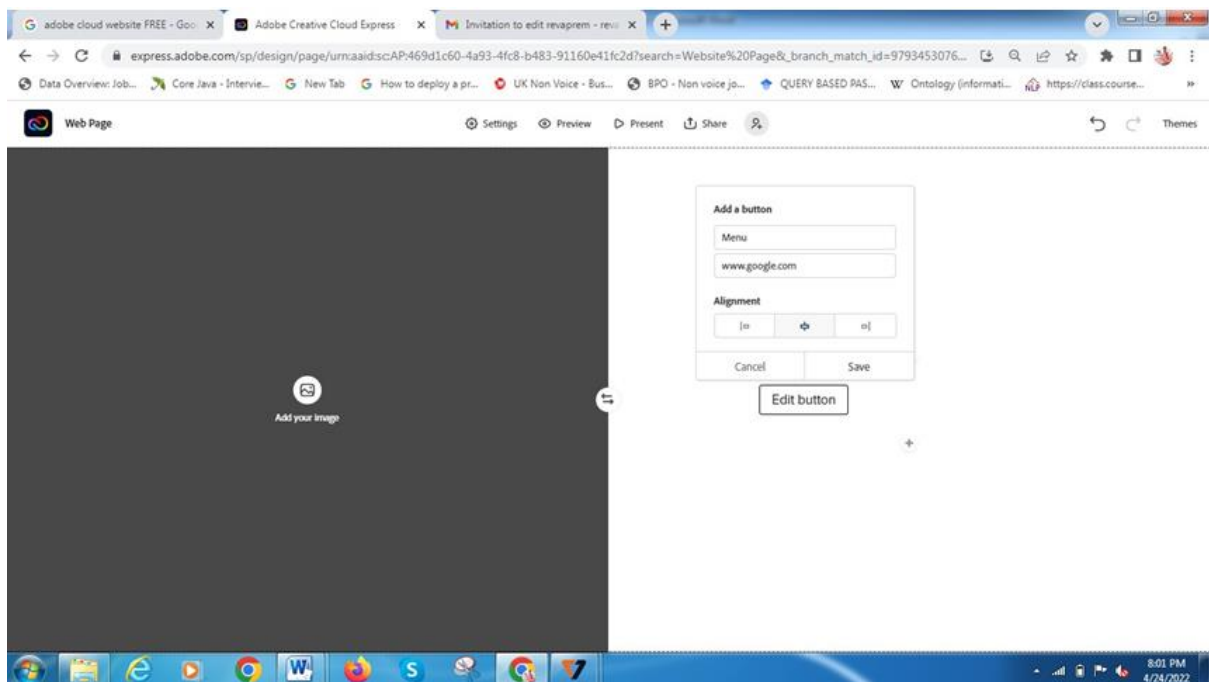 adobe cloud website FREE - Goo
Adobe Creative Cloud Express
Invitation to edit revaprem - reva
express.adobe.com/sp/design/page/urn:aaid:sc:AP:469d1c60-4a93-4fc8-b483-91160e41fc2d?search=Website%20Page&_branch_match_id=9793453076...
Data Overview: Job... Core Java - Intervie... New Tab How to deploy a pr... UK Non Voice - Bus... BPO - Non voice jo... QUERY BASED PAS... Ontology (informati... https://class.course...
Web Page Settings Preview Present Share Themes
Add a button
Menu
www.google.com
Alignment
Cancel Save
Edit button
Add your image
8:01 PM
4/24/2022